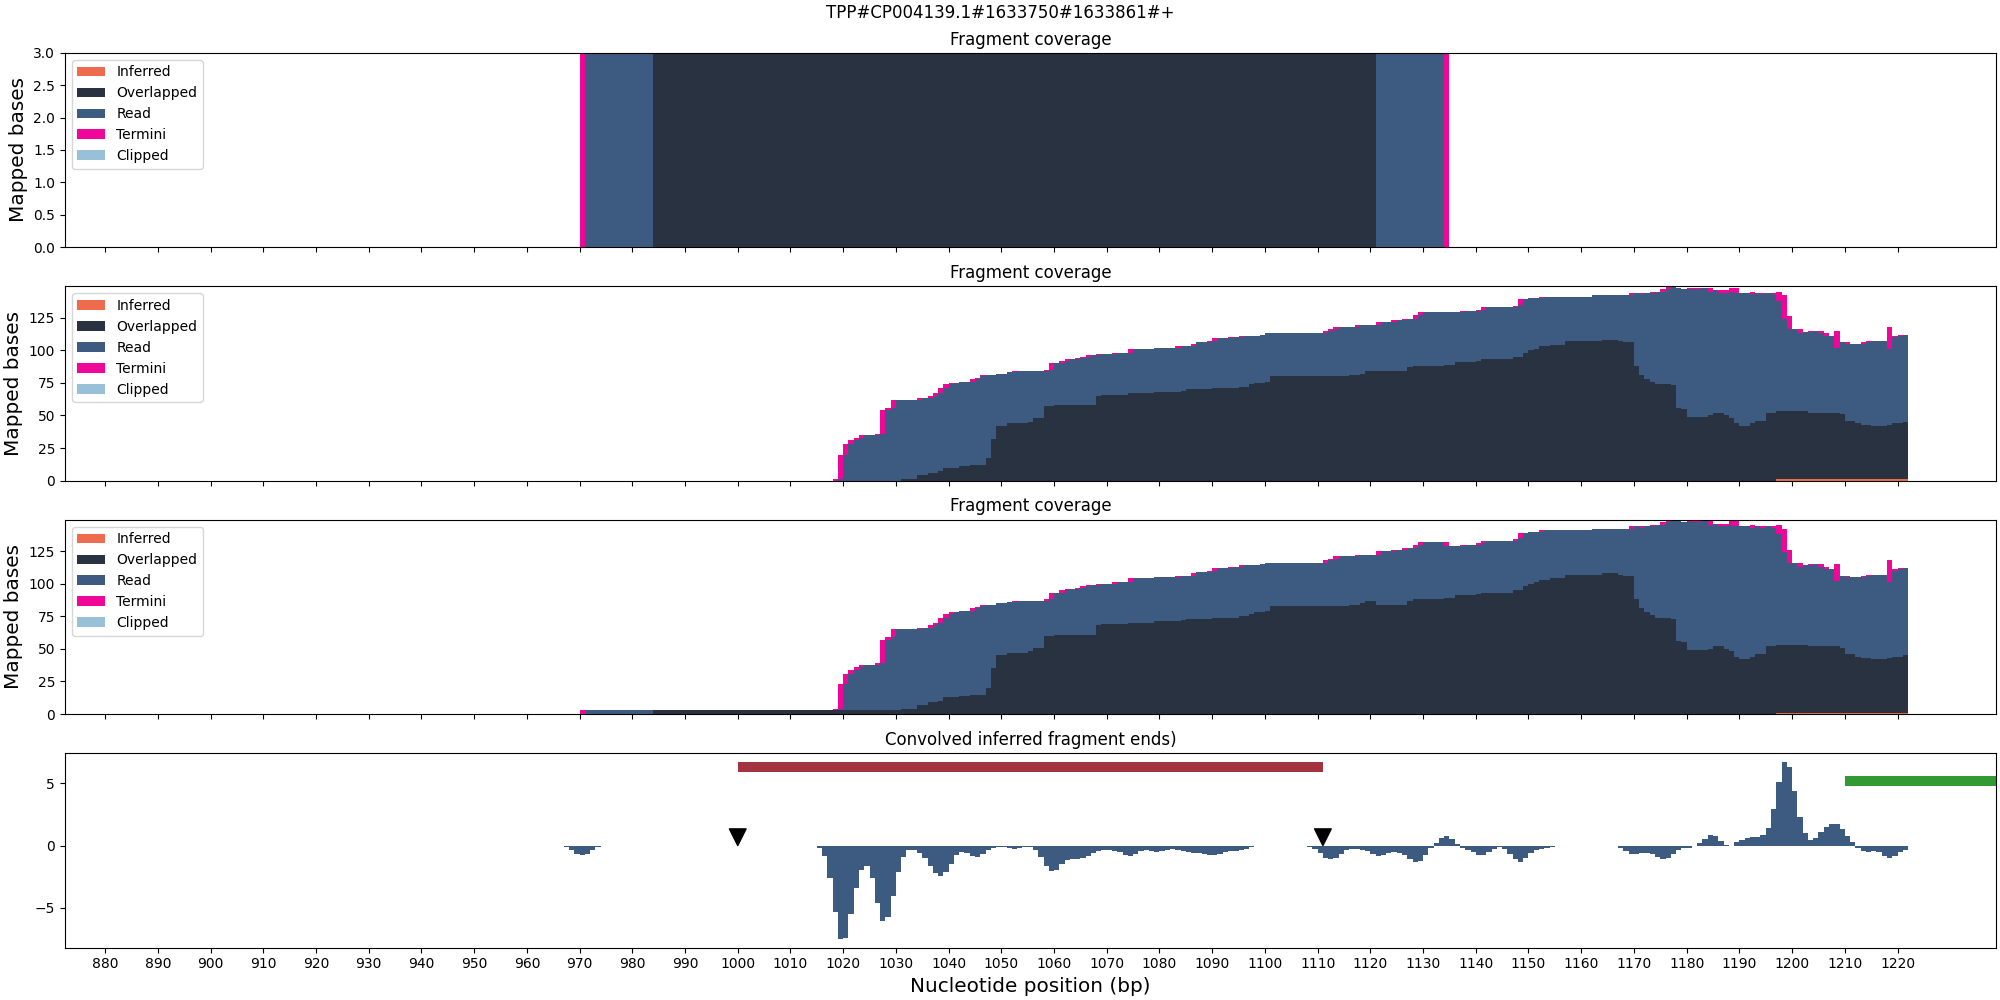 TPP#CP004139.1#1633750#1633861#+
Fragment coverage
Mapped bases
3.0
2.5
2.0
1.5
1.0
0.5
0.0
Inferred
Overlapped
Read
Termini
Clipped
Fragment coverage
Mapped bases
125
100
75
50
25
0
Inferred
Overlapped
Read
Termini
Clipped
Fragment coverage
Mapped bases
125
100
75
50
25
0
Inferred
Overlapped
Read
Termini
Clipped
Convolved inferred fragment ends)
5
0
−5
880 890 900 910 920 930 940 950 960 970 980 990 1000 1010 1020 1030 1040 1050 1060 1070 1080 1090 1100 1110 1120 1130 1140 1150 1160 1170 1180 1190 1200 1210 1220
Nucleotide position (bp)